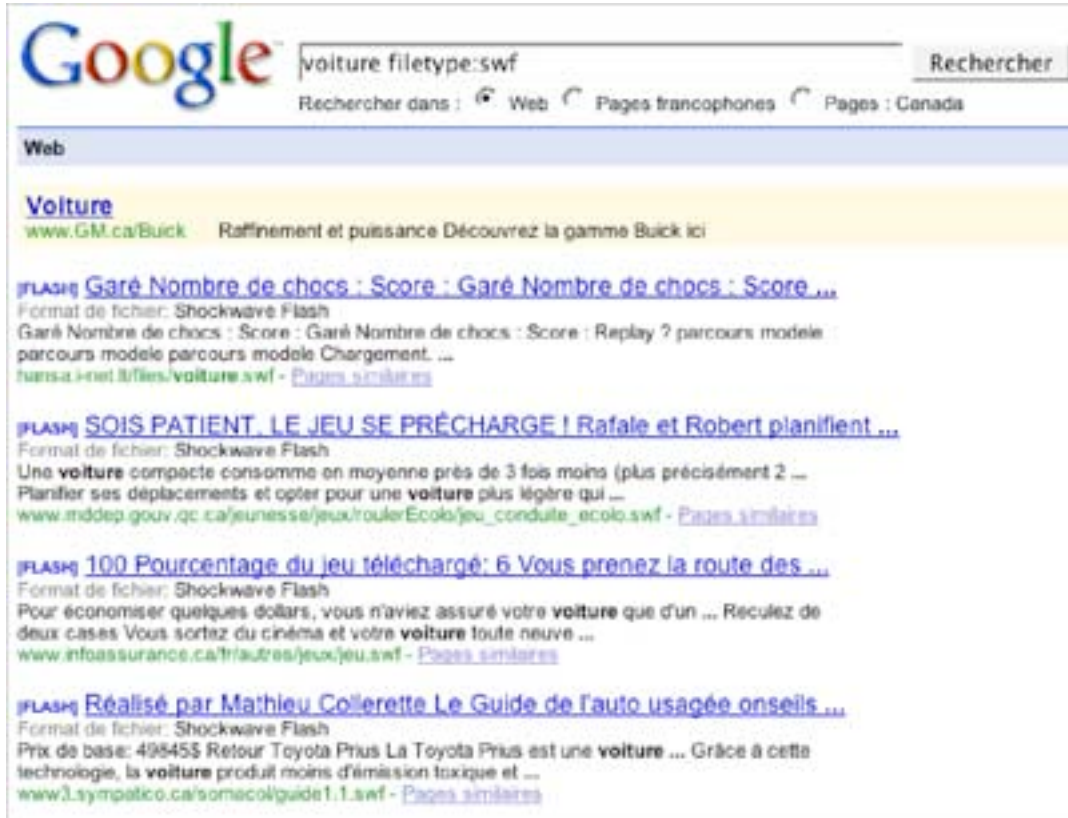 Google
voiture filetype:swf Rechercher
Rechercher dans : Web Pages francophones Pages : Canada
Web
Voiture
www.GM.ca/Buick Raffinement et puissance Découvrez la gamme Buick ici
[FLASH] Garé Nombre de chocs : Score : Garé Nombre de chocs : Score ...
Format de fichier: Shockwave Flash
Garé Nombre de chocs : Score : Garé Nombre de chocs : Score : Replay ? parcours modele
parcours modele parcours modele Chargement. ...
hansa.i-net.lt/files/voiture.swf - Pages similaires
[FLASH] SOIS PATIENT, LE JEU SE PRÉCHARGE ! Rafale et Robert planifient ...
Format de fichier: Shockwave Flash
Une voiture compacte consomme en moyenne près de 3 fois moins (plus précisément 2 ...
Planifier ses déplacements et opter pour une voiture plus légère qui ...
www.mddep.gouv.qc.ca/jeunesse/jeux/roulerEcolo/jeu_conduite_ecolo.swf - Pages similaires
[FLASH] 100 Pourcentage du jeu téléchargé: 6 Vous prenez la route des ...
Format de fichier: Shockwave Flash
Pour économiser quelques dollars, vous n'aviez assuré votre voiture que d'un ... Reculez de
deux cases Vous sortez du cinéma et votre voiture toute neuve ...
www.infoassurance.ca/fr/autres/jeux/jeu.swf - Pages similaires
[FLASH] Réalisé par Mathieu Collerette Le Guide de l'auto usagée onseils ...
Format de fichier: Shockwave Flash
Prix de base: 49845$ Retour Toyota Prius La Toyota Prius est une voiture ... Grâce à cette
technologie, la voiture produit moins d'émission toxique et ...
www3.sympatico.ca/somacol/guide1.1.swf - Pages similaires